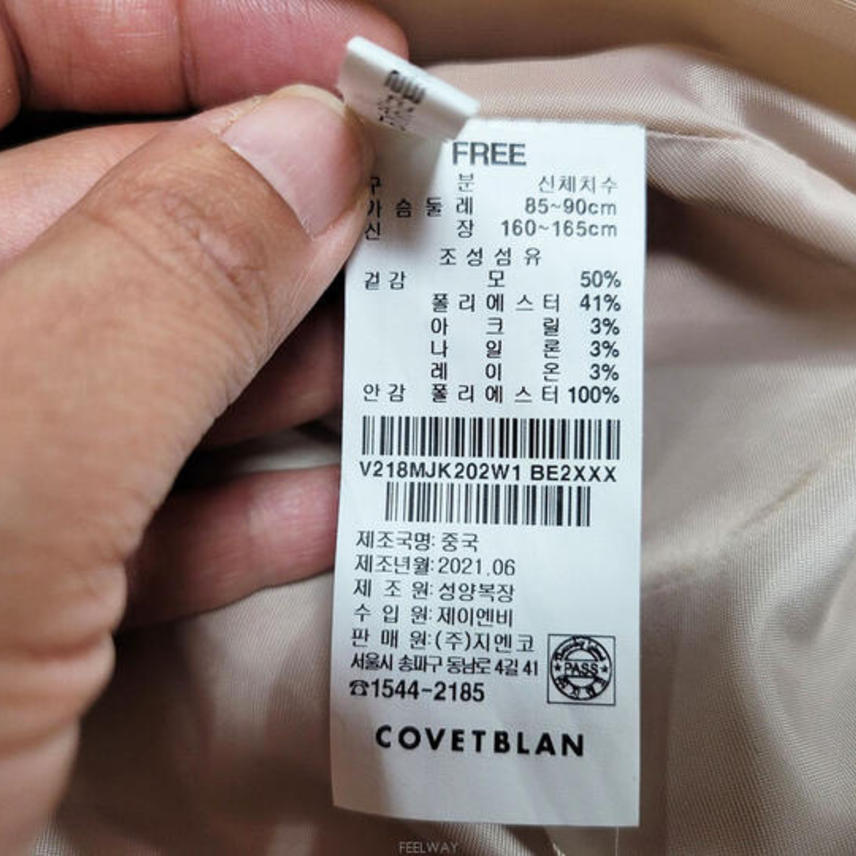 FREE
구 분 신체치수
가 슴 둘 레 85~90cm
신 장 160~165cm
조 성 섬 유
겉 감 모 50%
폴 리 에 스 터 41%
아 크 릴 3%
나 일 론 3%
레 이 온 3%
안 감 폴 리 에 스 터 100%
V218MJK202W1 BE2XXX
제조국명: 중국
제조년월: 2021.06
제 조 원: 성양복장
수 입 원: 제이엔비
판 매 원: (주)지엔코
서울시 송파구 동남로 4길 41
☎1544-2185
PASS
COVETBLAN
FEELWAY